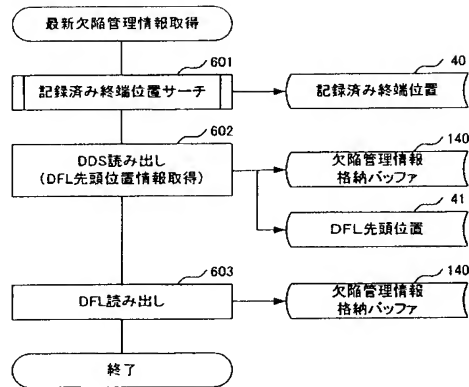 最新欠陥管理情報取得
601
記録済み終端位置サーチ
40
記録済み終端位置
602
DDS読み出し
(DFL先頭位置情報取得)
140
欠陥管理情報
格納バッファ
41
DFL先頭位置
603
DFL読み出し
140
欠陥管理情報
格納バッファ
終了